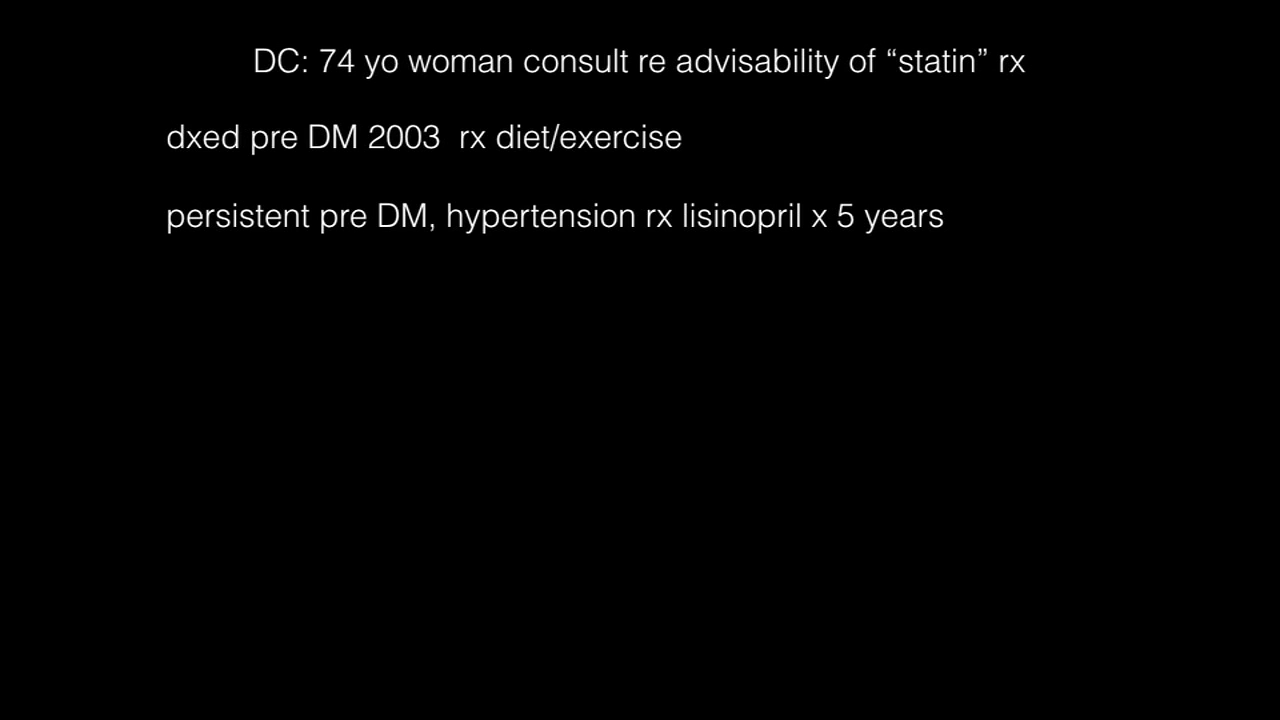 DC: 74 yo woman consult re advisability of “statin” rx
dxed pre DM 2003  rx diet/exercise
persistent pre DM, hypertension rx lisinopril x 5 years